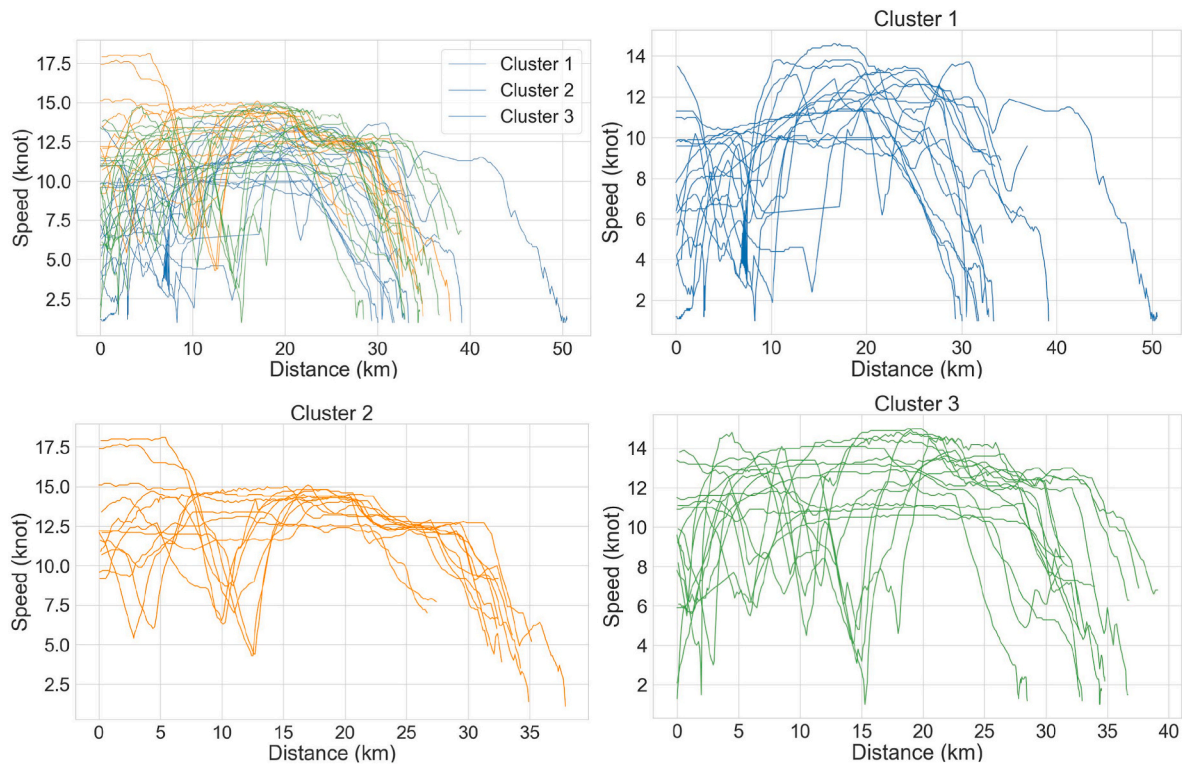 17.5
15.0
12.5
10.0
7.5
5.0
2.5
Speed (knot)
0 10 20 30 40 50
Distance (km)
Cluster 1
Cluster 2
Cluster 3
Cluster 1
14
12
10
8
6
4
2
Speed (knot)
0 10 20 30 40 50
Distance (km)
Cluster 2
17.5
15.0
12.5
10.0
7.5
5.0
2.5
Speed (knot)
0 5 10 15 20 25 30 35
Distance (km)
Cluster 3
14
12
10
8
6
4
2
Speed (knot)
0 5 10 15 20 25 30 35 40
Distance (km)